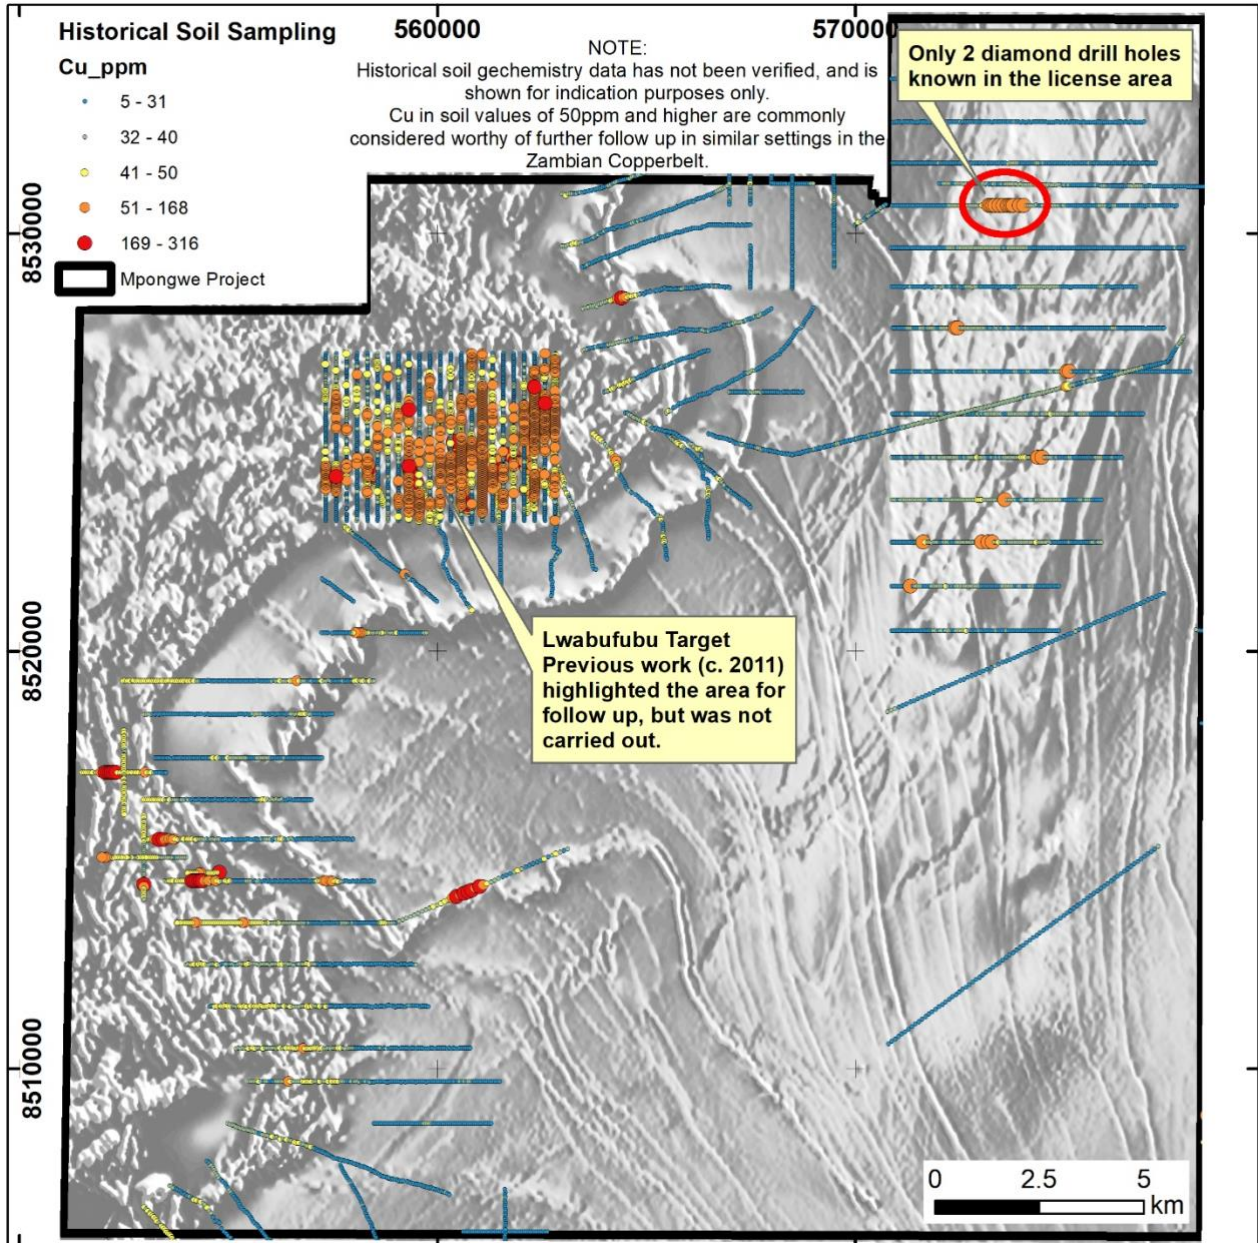 Historical Soil Sampling
Cu_ppm
5 - 31
32 - 40
41 - 50
51 - 168
169 - 316
Mpongwe Project
560000
570000
NOTE:
Historical soil gechemistry data has not been verified, and is
shown for indication purposes only.
Cu in soil values of 50ppm and higher are commonly
considered worthy of further follow up in similar settings in the
Zambian Copperbelt.
Only 2 diamond drill holes
known in the license area
8530000
8520000
8510000
Lwabufubu Target
Previous work (c. 2011)
highlighted the area for
follow up, but was not
carried out.
0 2.5 5
km